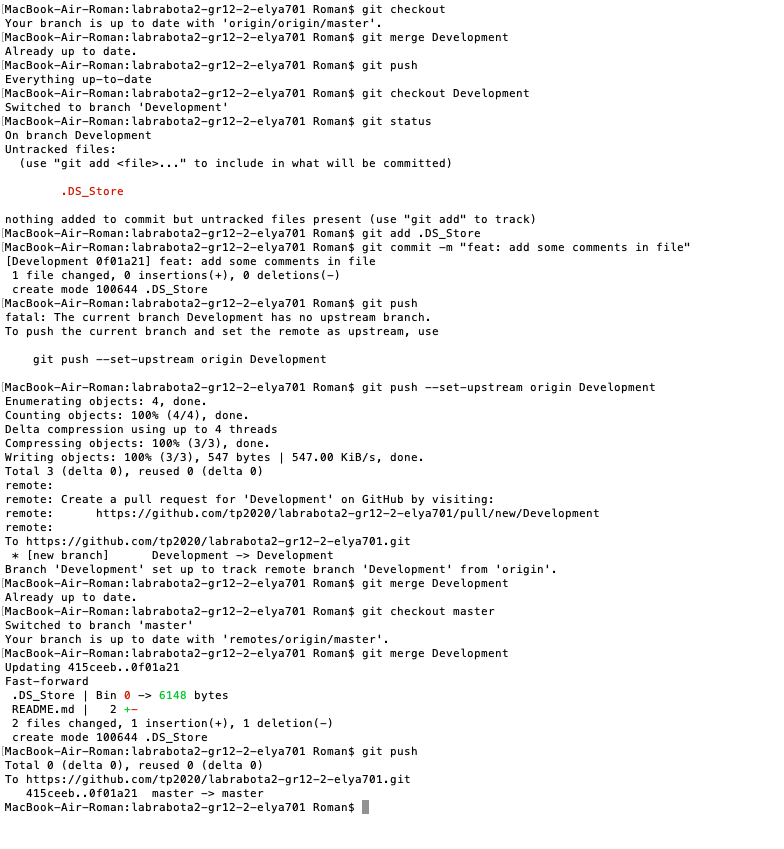 MacBook-Air-Roman:labrabota2-gr12-2-elya701 Roman$ git checkout
Your branch is up to date with 'origin/origin/master'.
MacBook-Air-Roman:labrabota2-gr12-2-elya701 Roman$ git merge Development
Already up to date.
MacBook-Air-Roman:labrabota2-gr12-2-elya701 Roman$ git push
Everything up-to-date
MacBook-Air-Roman:labrabota2-gr12-2-elya701 Roman$ git checkout Development
Switched to branch 'Development'
MacBook-Air-Roman:labrabota2-gr12-2-elya701 Roman$ git status
On branch Development
Untracked files:
  (use "git add <file>..." to include in what will be committed)
        .DS_Store
nothing added to commit but untracked files present (use "git add" to track)
MacBook-Air-Roman:labrabota2-gr12-2-elya701 Roman$ git add .DS_Store
MacBook-Air-Roman:labrabota2-gr12-2-elya701 Roman$ git commit -m "feat: add some comments in file"
[Development 0f01a21] feat: add some comments in file
 1 file changed, 0 insertions(+), 0 deletions(-)
 create mode 100644 .DS_Store
MacBook-Air-Roman:labrabota2-gr12-2-elya701 Roman$ git push
fatal: The current branch Development has no upstream branch.
To push the current branch and set the remote as upstream, use
    git push --set-upstream origin Development
MacBook-Air-Roman:labrabota2-gr12-2-elya701 Roman$ git push --set-upstream origin Development
Enumerating objects: 4, done.
Counting objects: 100% (4/4), done.
Delta compression using up to 4 threads
Compressing objects: 100% (3/3), done.
Writing objects: 100% (3/3), 547 bytes | 547.00 KiB/s, done.
Total 3 (delta 0), reused 0 (delta 0)
remote:
remote: Create a pull request for 'Development' on GitHub by visiting:
remote:      https://github.com/tp2020/labrabota2-gr12-2-elya701/pull/new/Development
remote:
To https://github.com/tp2020/labrabota2-gr12-2-elya701.git
 * [new branch]      Development -> Development
Branch 'Development' set up to track remote branch 'Development' from 'origin'.
MacBook-Air-Roman:labrabota2-gr12-2-elya701 Roman$ git merge Development
Already up to date.
MacBook-Air-Roman:labrabota2-gr12-2-elya701 Roman$ git checkout master
Switched to branch 'master'
Your branch is up to date with 'remotes/origin/master'.
MacBook-Air-Roman:labrabota2-gr12-2-elya701 Roman$ git merge Development
Updating 415ceeb..0f01a21
Fast-forward
 .DS_Store | Bin 0 -> 6148 bytes
 README.md |   2 +-
 2 files changed, 1 insertion(+), 1 deletion(-)
 create mode 100644 .DS_Store
MacBook-Air-Roman:labrabota2-gr12-2-elya701 Roman$ git push
Total 0 (delta 0), reused 0 (delta 0)
To https://github.com/tp2020/labrabota2-gr12-2-elya701.git
   415ceeb..0f01a21  master -> master
MacBook-Air-Roman:labrabota2-gr12-2-elya701 Roman$